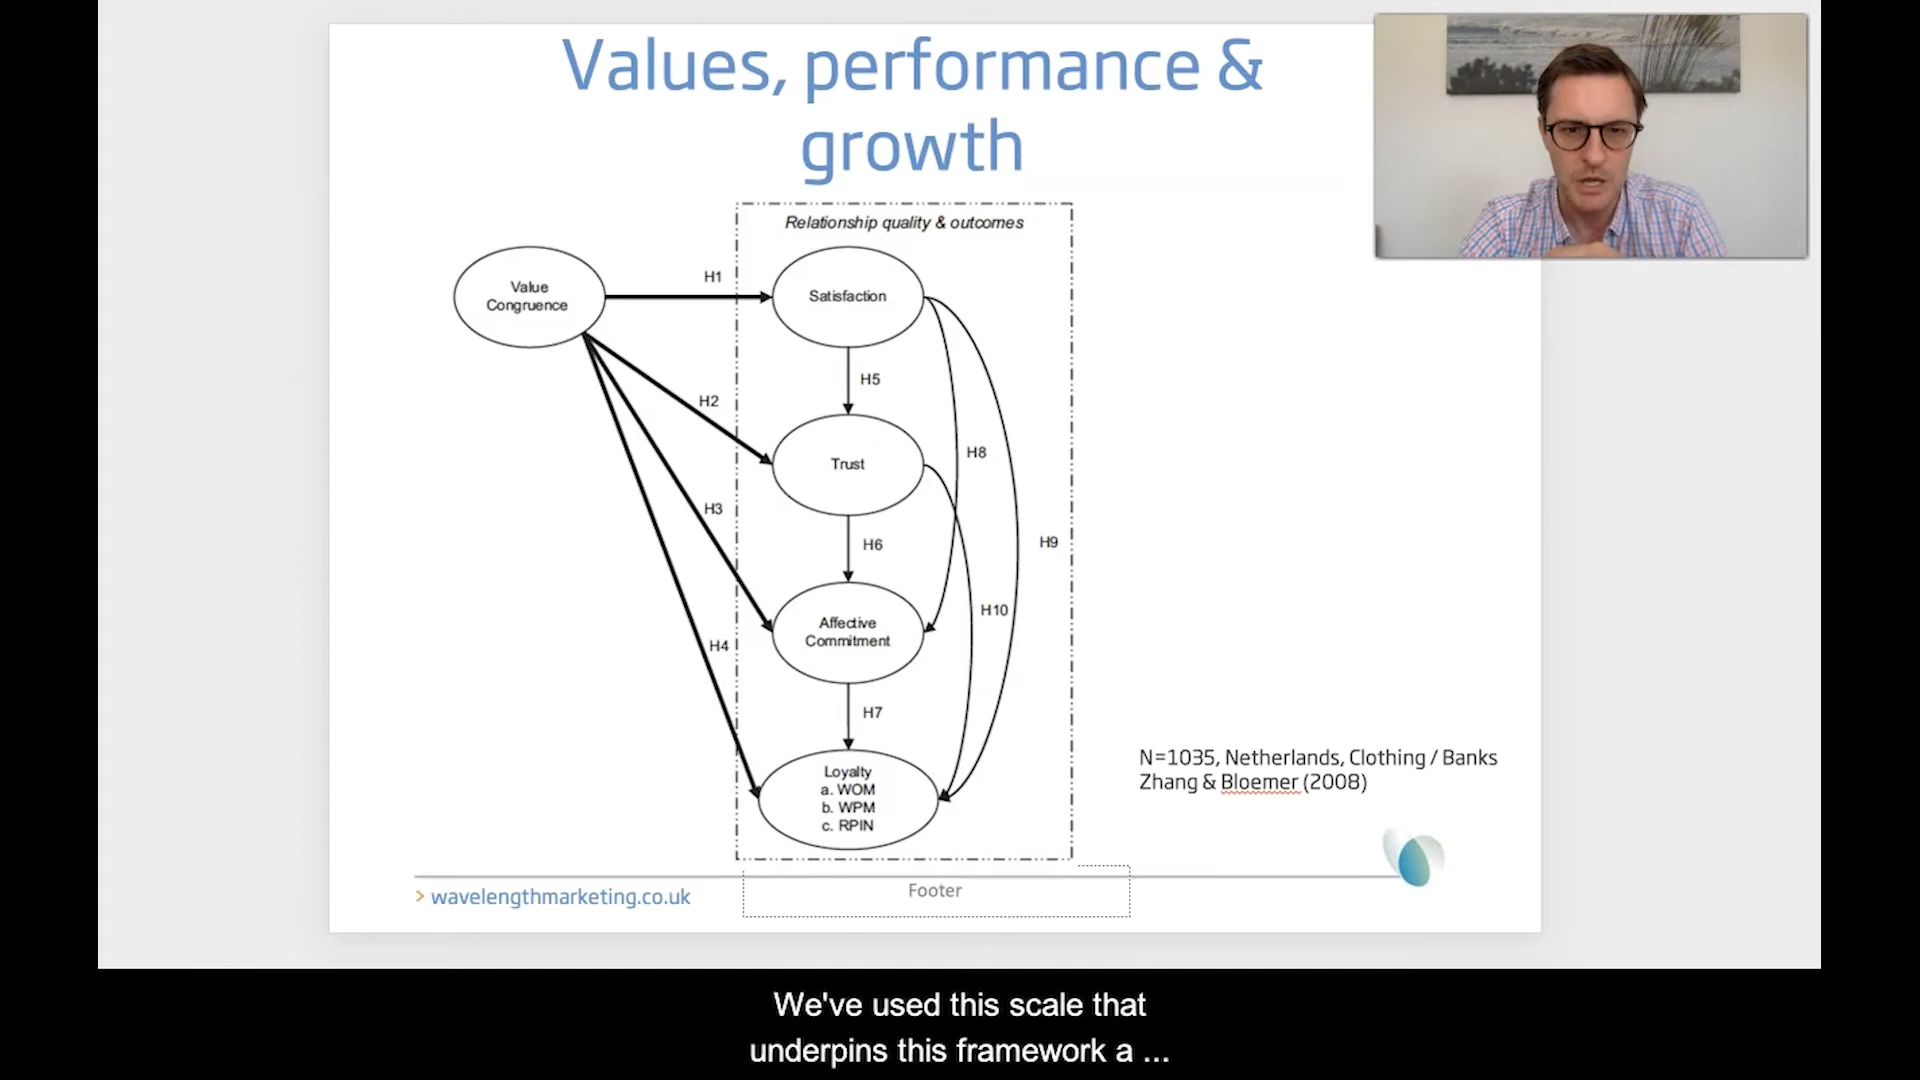 Values, performance &
growth
Relationship quality & outcomes
Value
Congruence
H1
Satisfaction
H5
H2
H8
Trust
H3
H6
H9
H10
Affective
Commitment
H4
H7
Loyalty
a. WOM
b. WPM
c. RPIN
N=1035, Netherlands, Clothing / Banks
Zhang & Bloemer (2008)
> wavelengthmarketing.co.uk
Footer
We've used this scale that
underpins this framework a ...